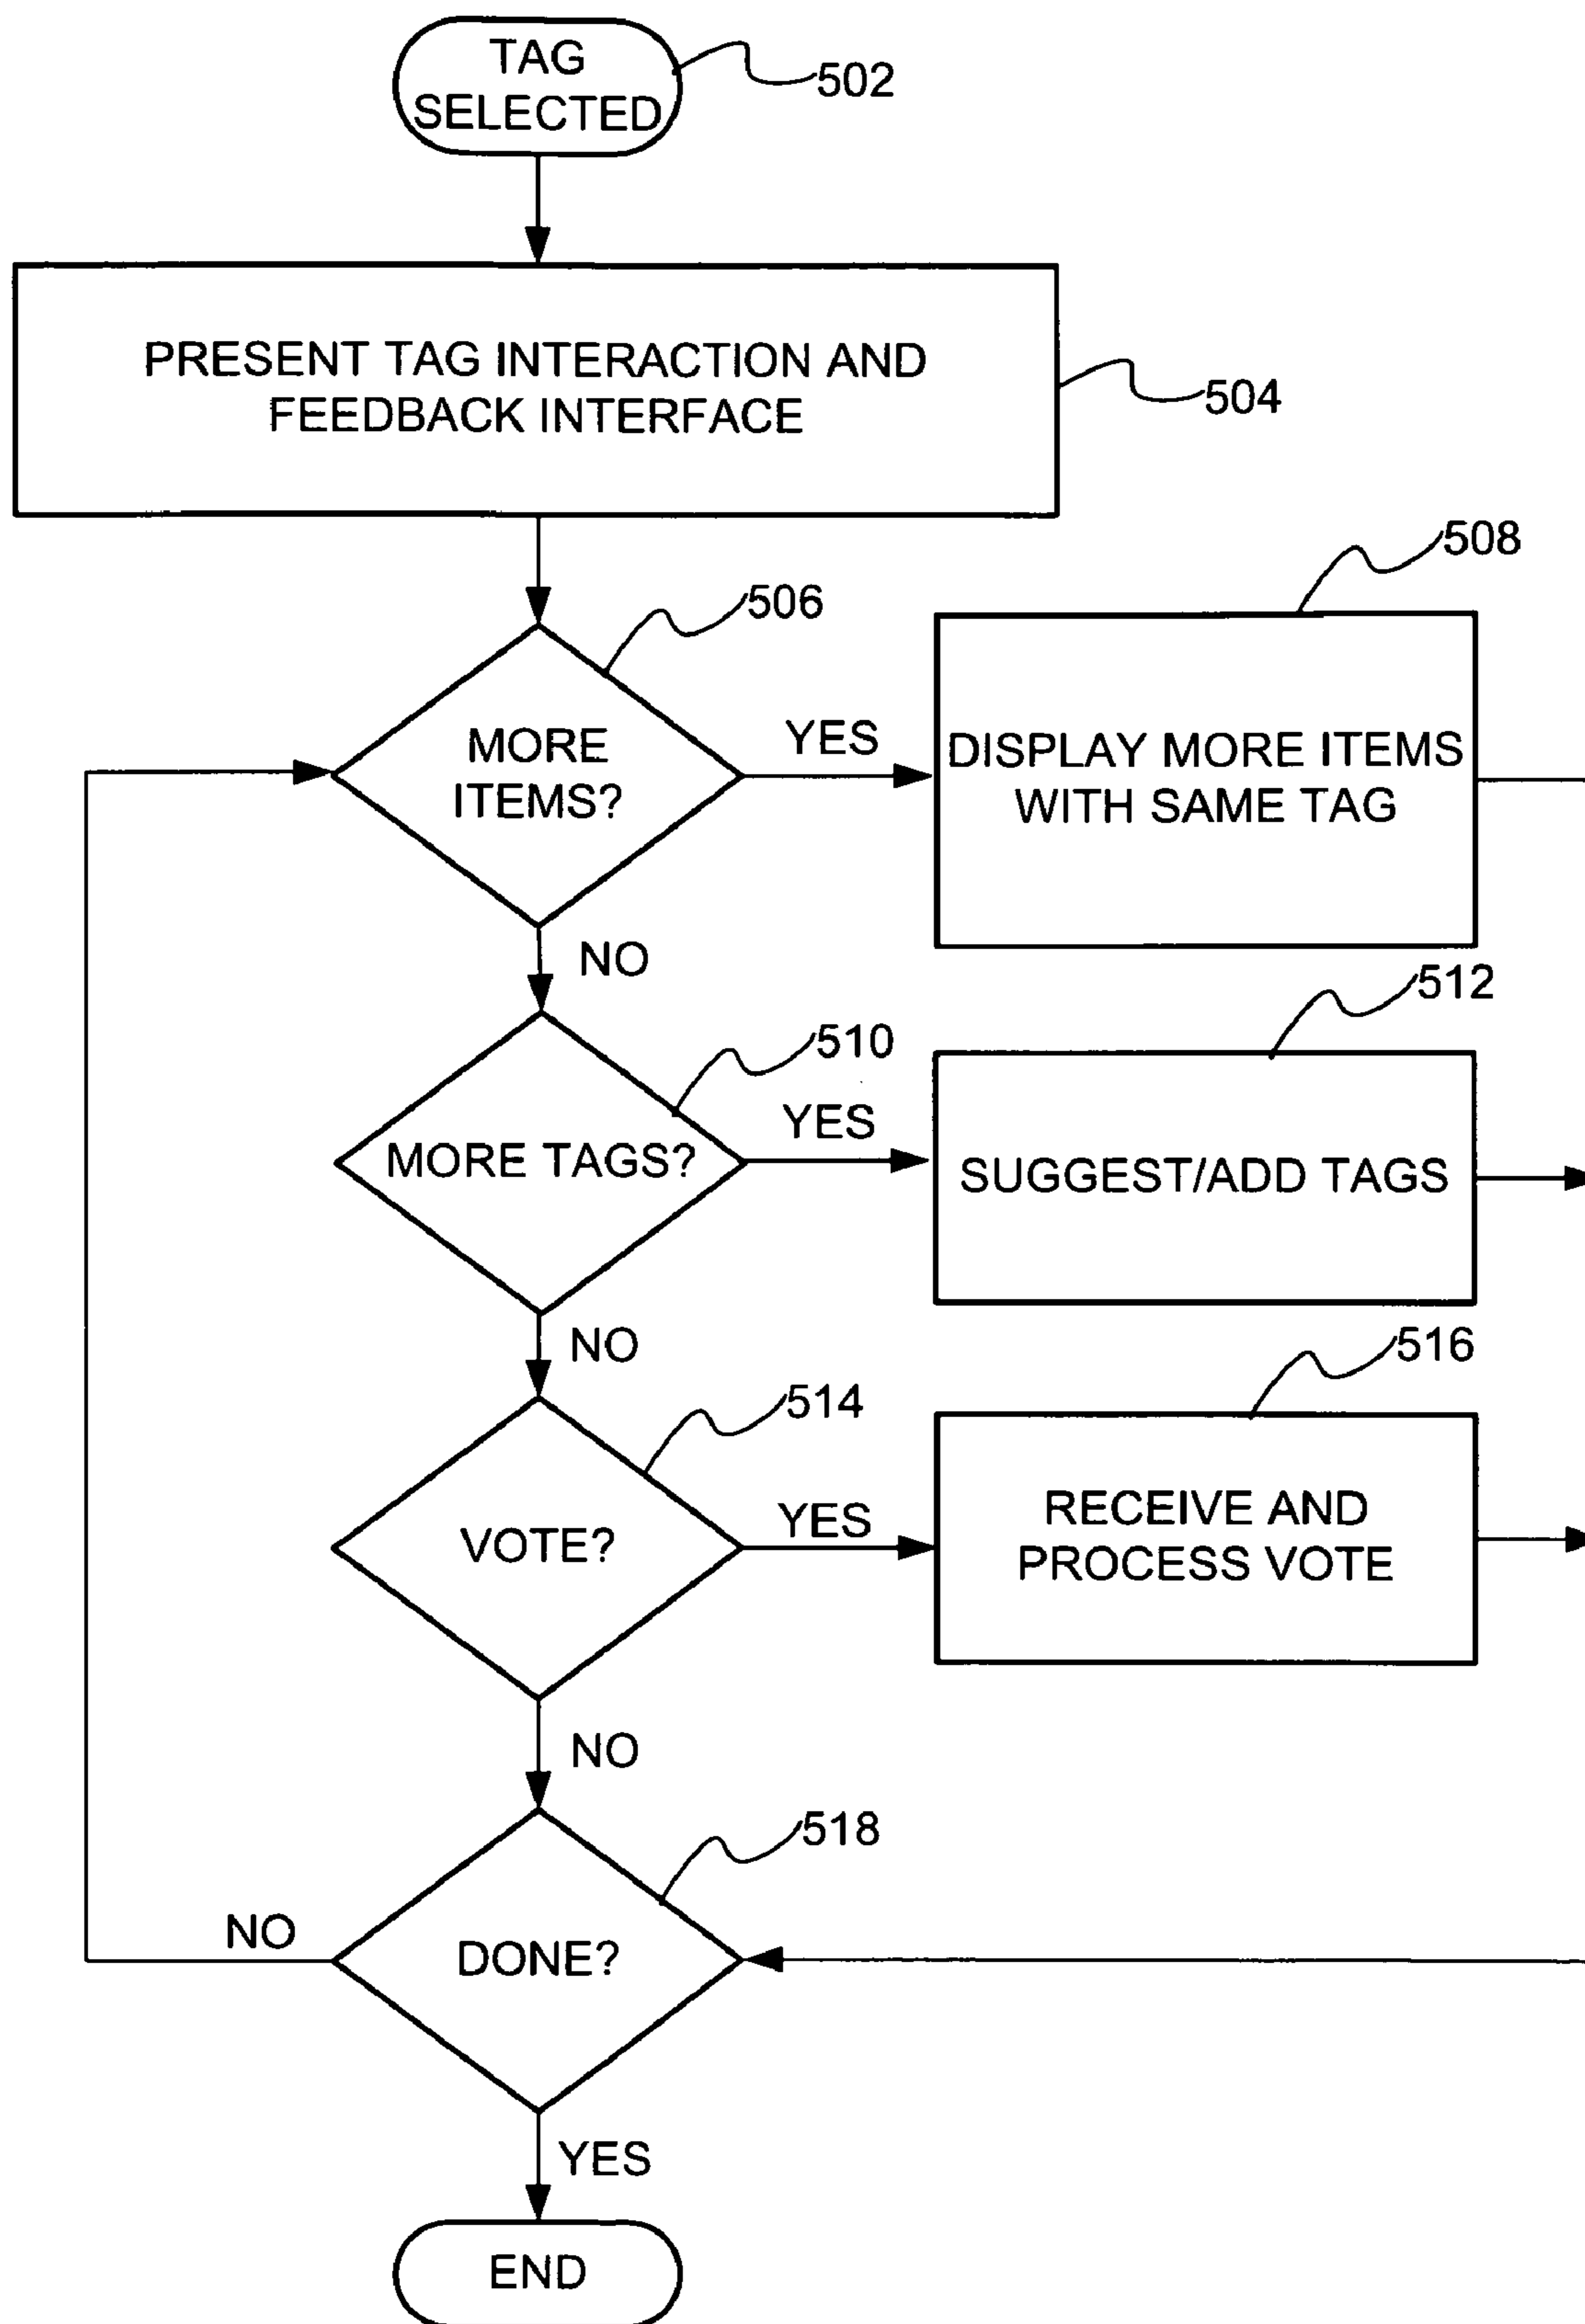 TAG
SELECTED
502
PRESENT TAG INTERACTION AND
FEEDBACK INTERFACE
504
506
MORE
ITEMS?
YES
508
DISPLAY MORE ITEMS
WITH SAME TAG
NO
510
MORE TAGS?
YES
512
SUGGEST/ADD TAGS
NO
514
VOTE?
YES
516
RECEIVE AND
PROCESS VOTE
NO
518
DONE?
NO
YES
END